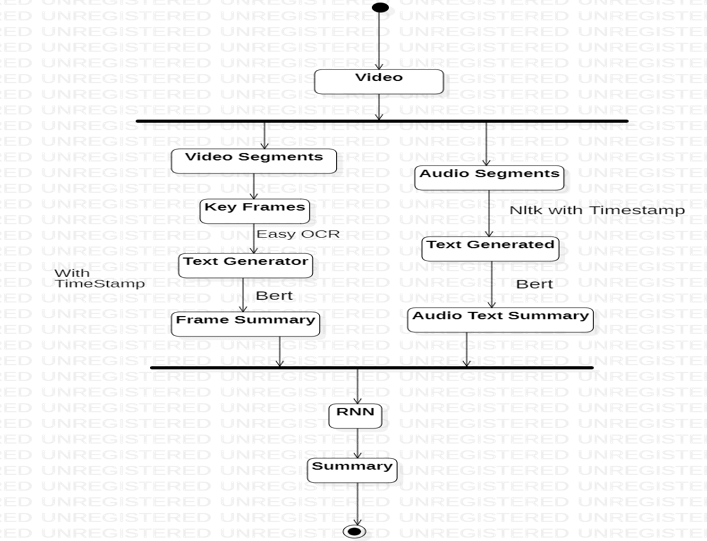 Video
Video Segments
Audio Segments
Key Frames
Nltk with Timestamp
Easy OCR
Text Generated
Text Generator
With
TimeStamp
Bert
Bert
Frame Summary
Audio Text Summary
RNN
Summary
UNREGISTERED